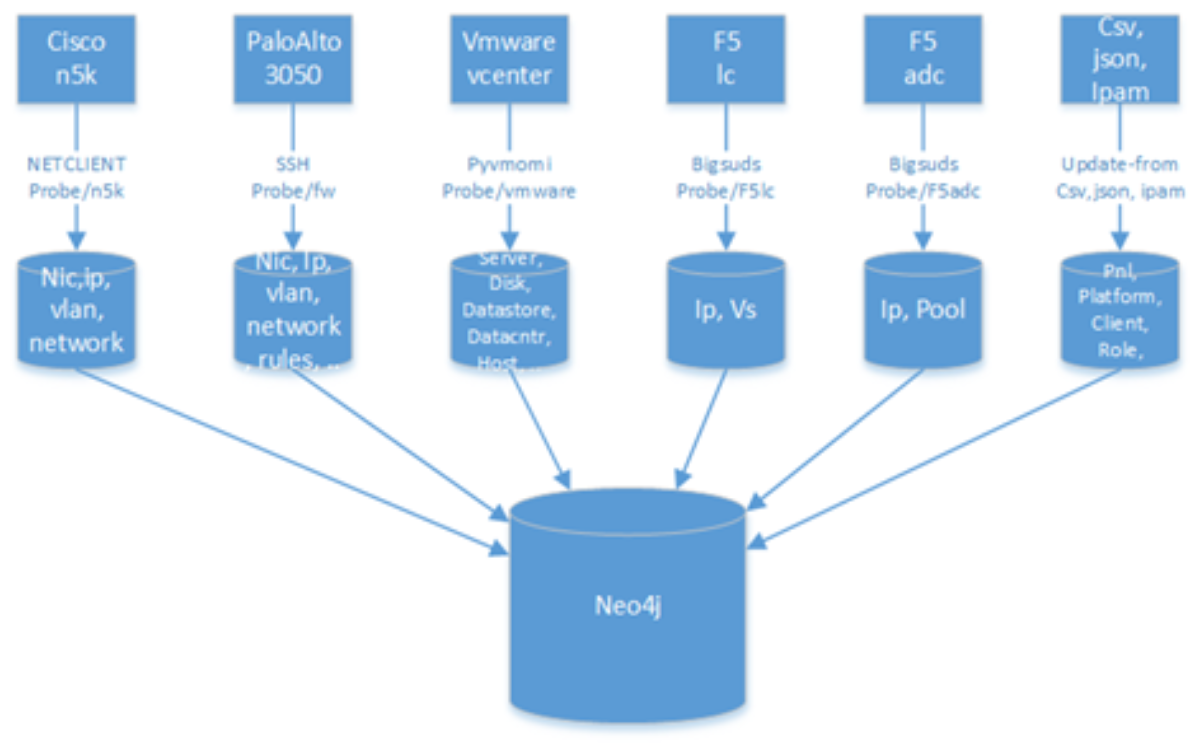 Cisco
n5k
PaloAlto
3050
Vmware
vcenter
F5
lc
F5
adc
Csv,
json,
Ipam
NETCLIENT
Probe/n5k
SSH
Probe/fw
Pyvmomi
Probe/vmware
Bigsuds
Probe/F5lc
Bigsuds
Probe/F5adc
Update-from
Csv,json, ipam
Nic,ip,
vlan,
network
Nic, Ip,
vlan,
network
, rules, ..
Server,
Disk,
Datastore,
Datacntr,
Host, ..
Ip, Vs
Ip, Pool
Pnl,
Platform,
Client,
Role,
Neo4j